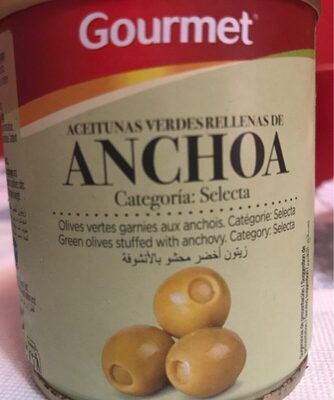 Gourmet
ACEITUNAS VERDES RELLENAS DE
ANCHOA
Categoría: Selecta
Olives vertes garnies aux anchois. Catégorie: Selecta
Green olives stuffed with anchovy. Category: Selecta
زيتون أخضر محشو بالأنشوفة